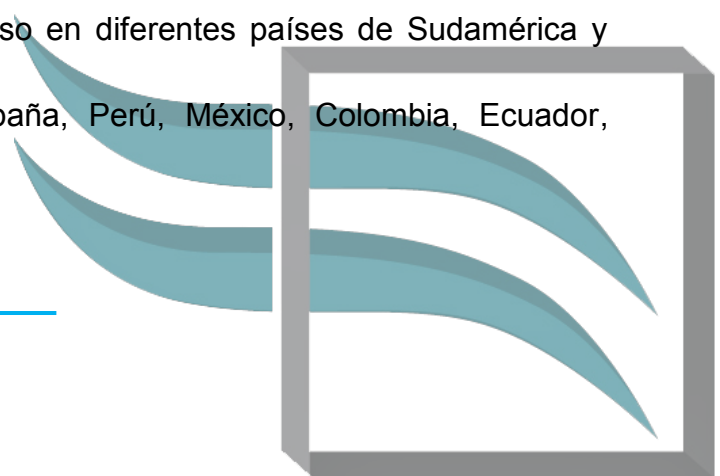 so en diferentes países de Sudamérica y
paña, Perú, México, Colombia, Ecuador,